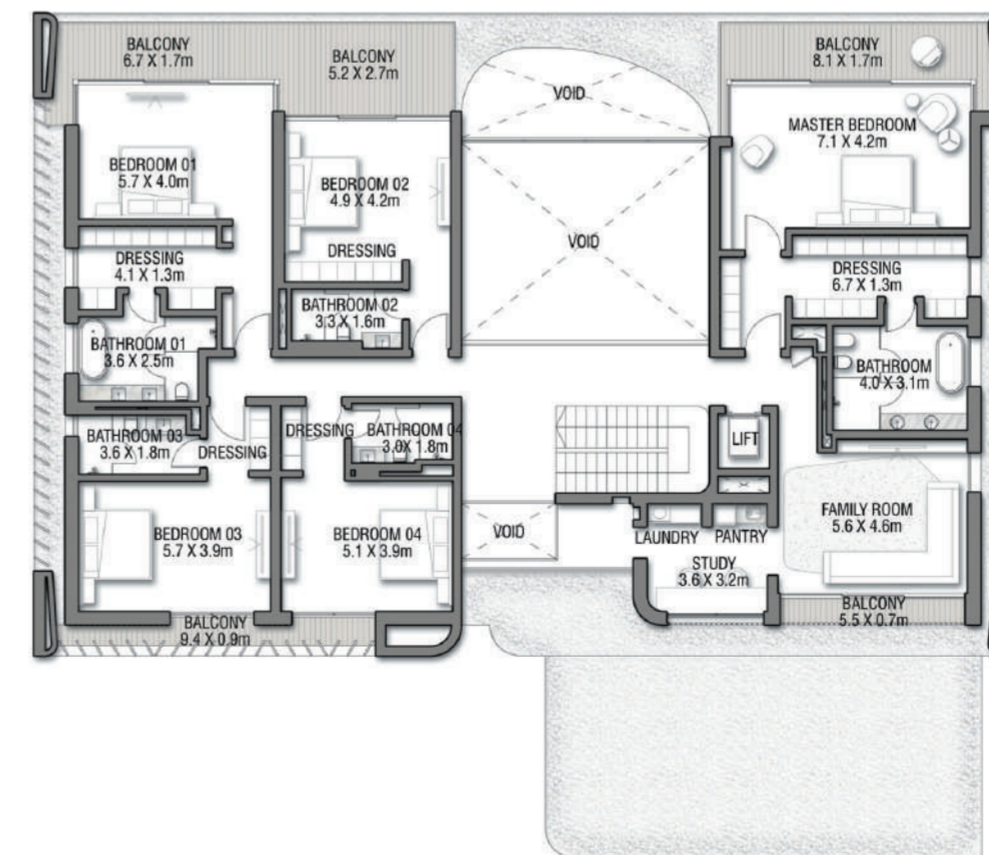 BALCONY
6.7 X 1.7m
BALCONY
5.2 X 2.7m
VOID
BALCONY
8.1 X 1.7m
MASTER BEDROOM
7.1 X 4.2m
BEDROOM 01
5.7 X 4.0m
BEDROOM 02
4.9 X 4.2m
VOID
DRESSING
DRESSING
4.1 X 1.3m
DRESSING
6.7 X 1.3m
BATHROOM 02
3.3 X 1.6m
BATHROOM 01
3.6 X 2.5m
BATHROOM
4.0 X 3.1m
BATHROOM 03
3.6 X 1.8m
DRESSING
DRESSING
BATHROOM 04
3.0X 1.8m
LIFT
BEDROOM 03
5.7 X 3.9m
BEDROOM 04
5.1 X 3.9m
VOID
LAUNDRY
PANTRY
FAMILY ROOM
5.6 X 4.6m
STUDY
3.6 X 3.2m
BALCONY
9.4 X 0.9m
BALCONY
5.5 X 0.7m